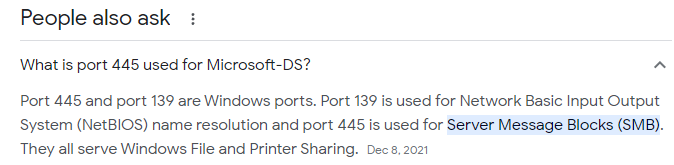 People also ask
What is port 445 used for Microsoft-DS?
Port 445 and port 139 are Windows ports. Port 139 is used for Network Basic Input Output
System (NetBIOS) name resolution and port 445 is used for Server Message Blocks (SMB).
They all serve Windows File and Printer Sharing. Dec 8, 2021